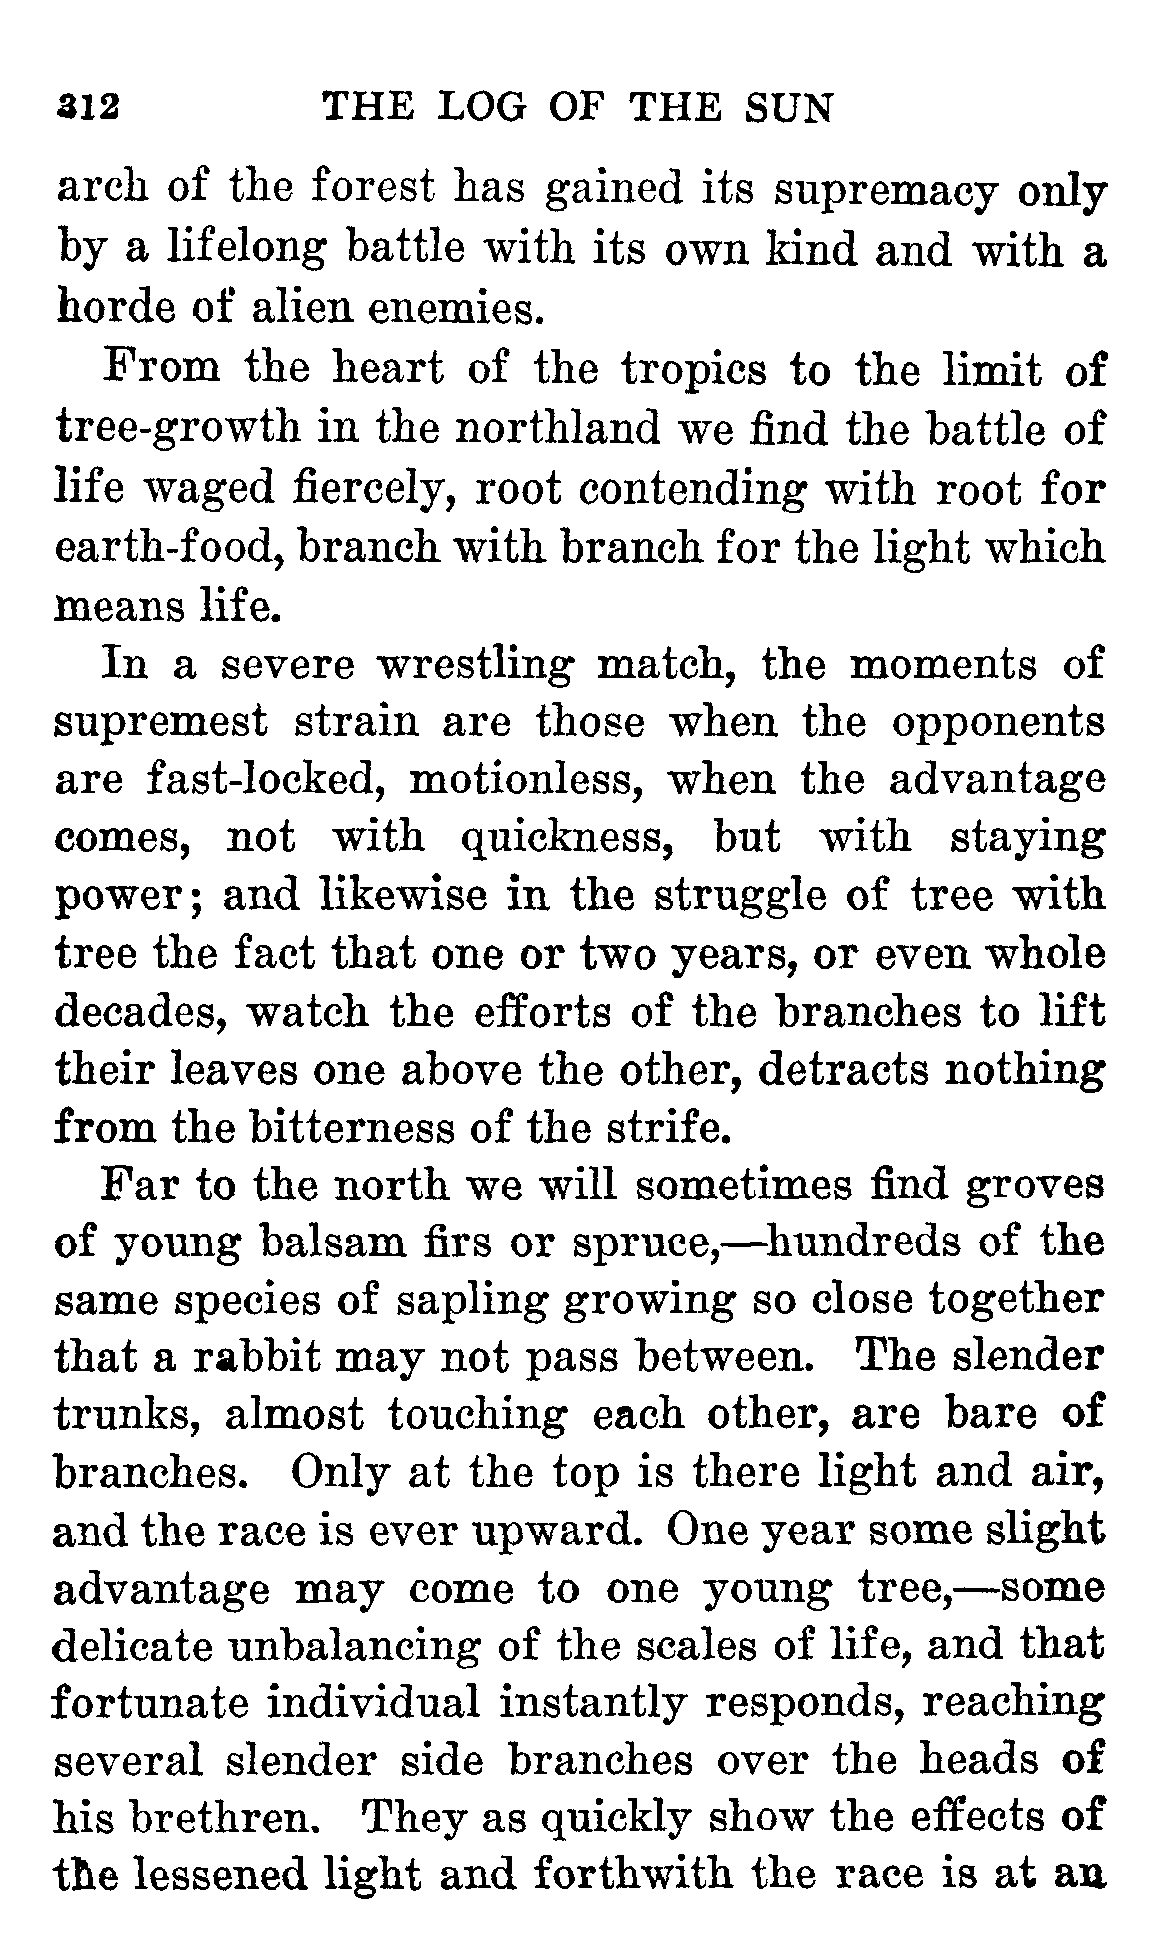 312 THE LOG OF THE SUN
arch of the forest has gained its supremacy only
by a lifelong battle with its own kind and with a
horde of alien enemies.
From the heart of the tropics to the limit of
tree-growth in the northland we find the battle of
life waged fiercely, root contending with root for
earth-food, branch with branch for the light which
means life.
In a severe wrestling match, the moments of
supremest strain are those when the opponents
are fast-locked, motionless, when the advantage
comes, not with quickness, but with staying
power; and likewise in the struggle of tree with
tree the fact that one or two years, or even whole
decades, watch the efforts of the branches to lift
their leaves one above the other, detracts nothing
from the bitterness of the strife.
Far to the north we will sometimes find groves
of young balsam firs or spruce,—hundreds of the
same species of sapling growing so close together
that a rabbit may not pass between. The slender
trunks, almost touching each other, are bare of
branches. Only at the top is there light and air,
and the race is ever upward. One year some slight
advantage may come to one young tree,—some
delicate unbalancing of the scales of life, and that
fortunate individual instantly responds, reaching
several slender side branches over the heads of
his brethren. They as quickly show the effects of
the lessened light and forthwith the race is at an